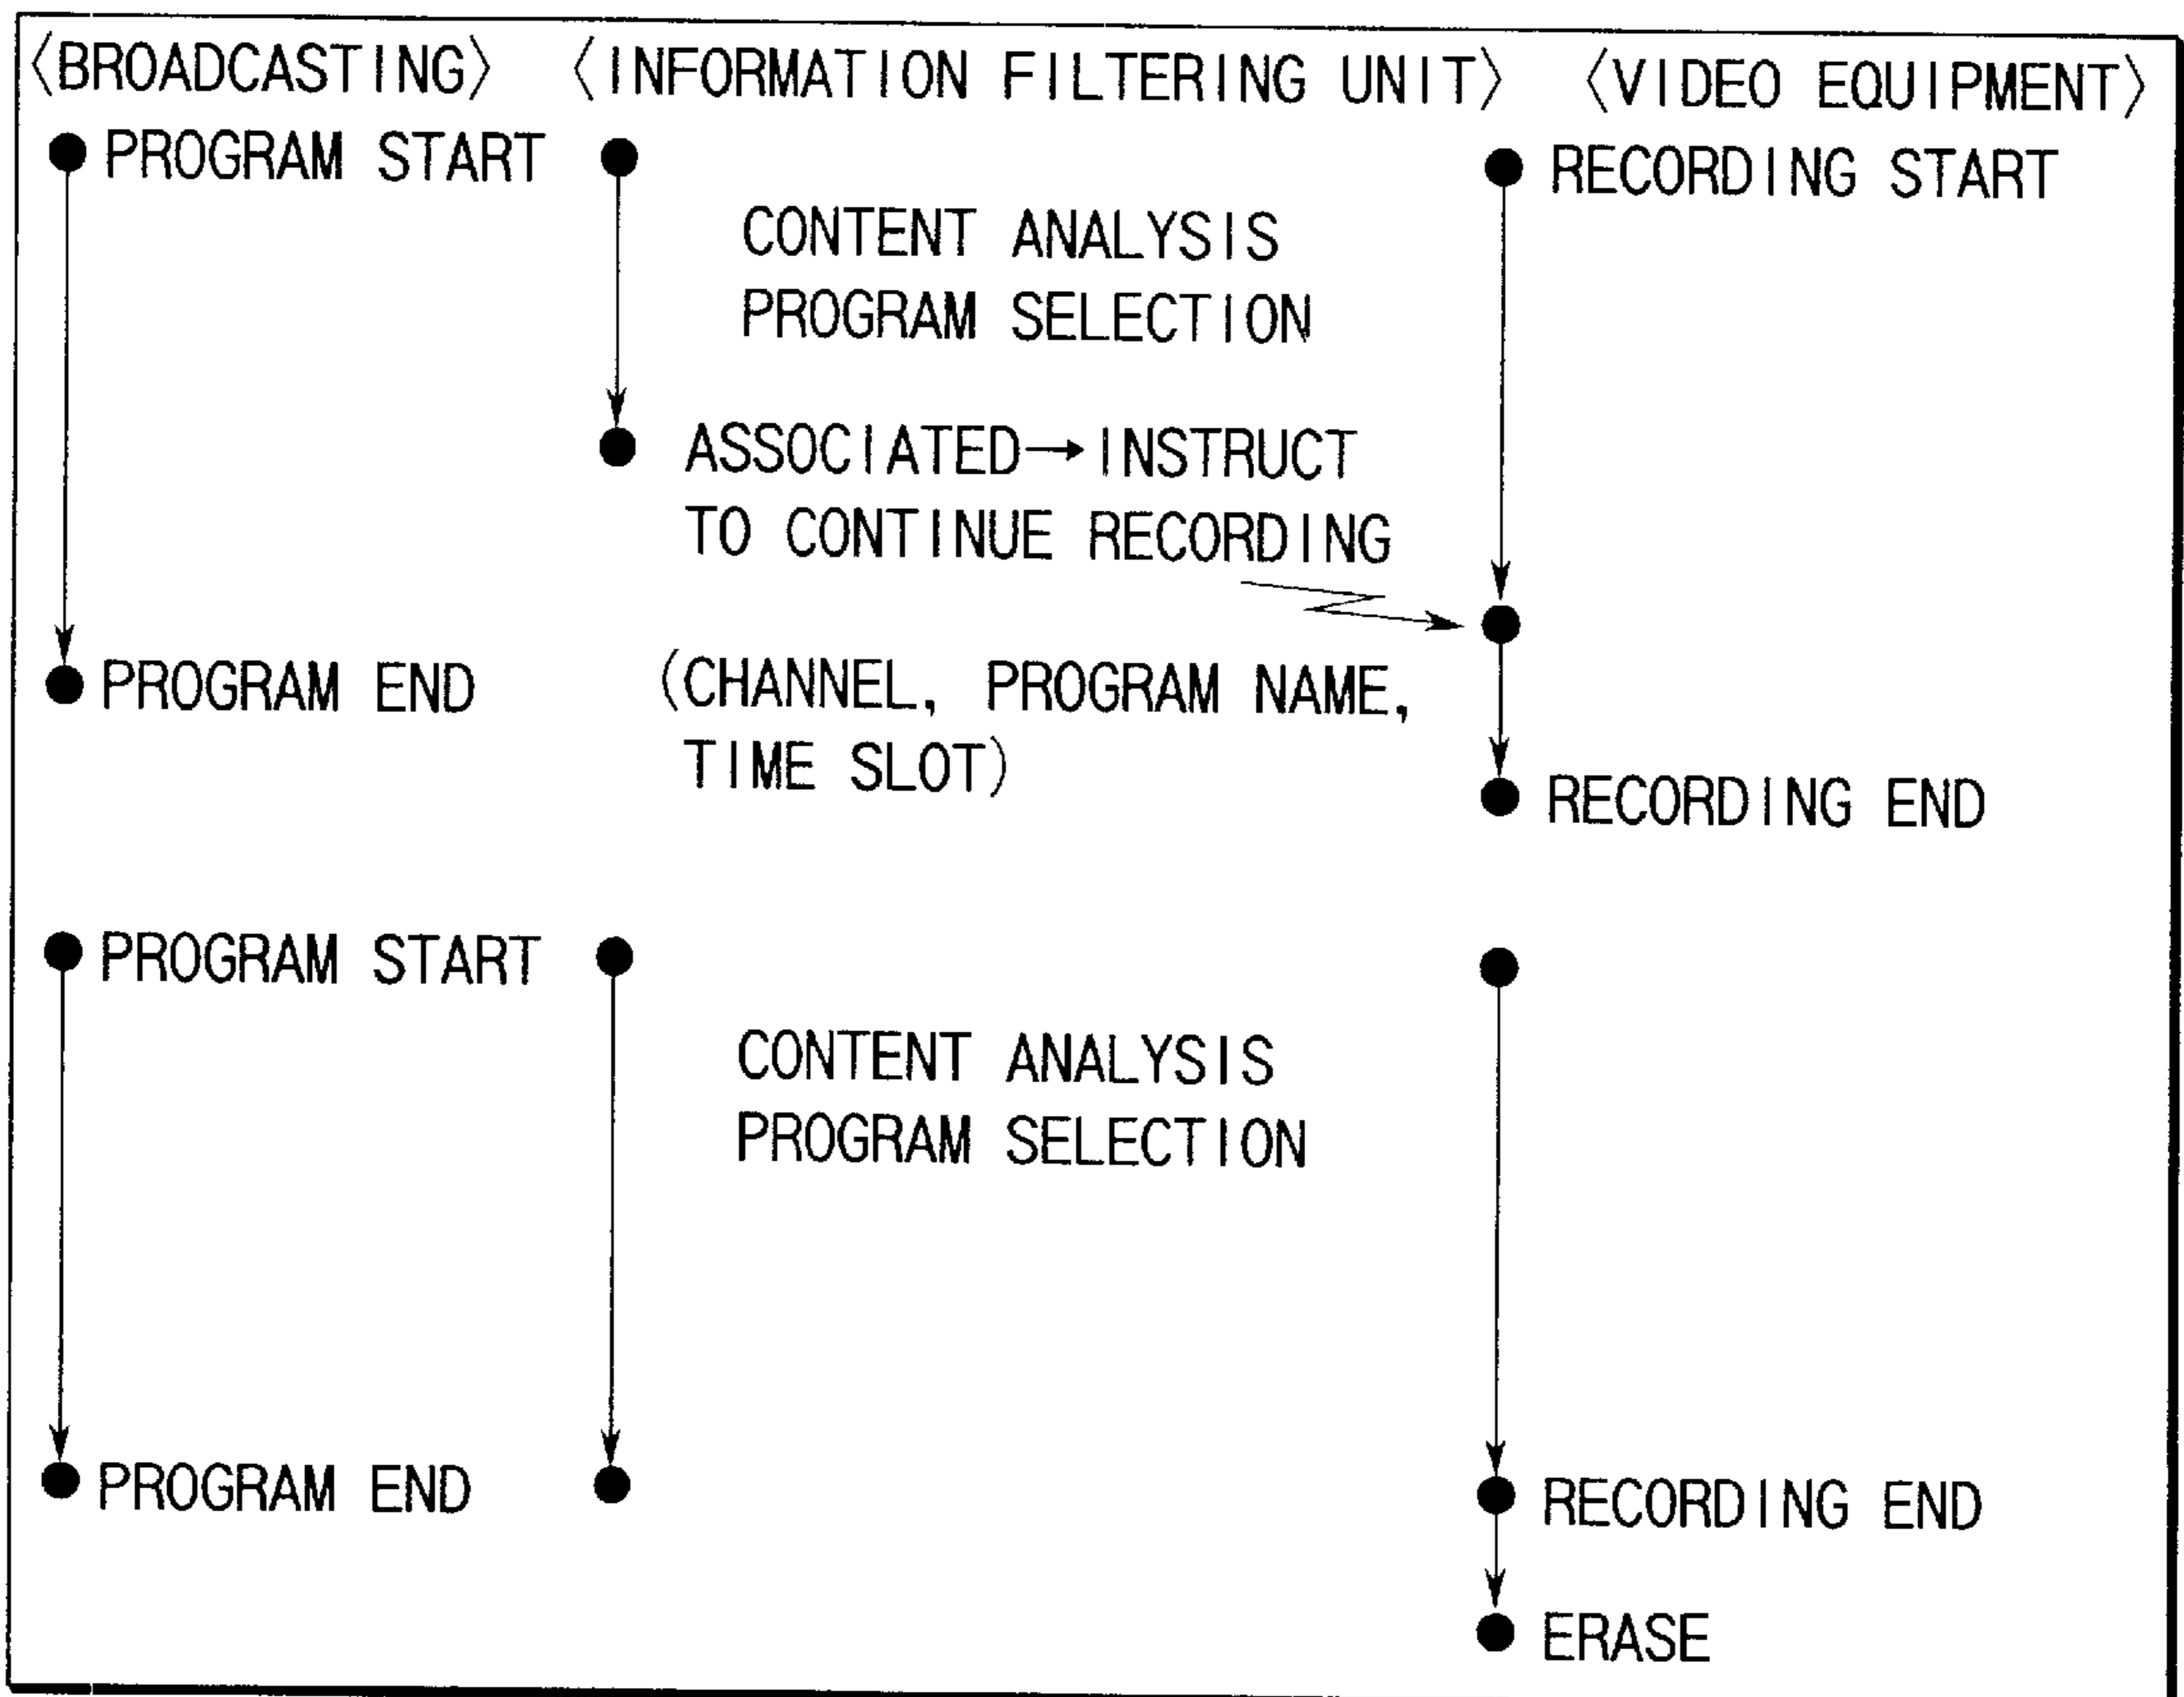 〈BROADCASTING〉 〈INFORMATION FILTERING UNIT〉 〈VIDEO EQUIPMENT〉
PROGRAM START
RECORDING START
CONTENT ANALYSIS
PROGRAM SELECTION
ASSOCIATED→INSTRUCT
TO CONTINUE RECORDING
PROGRAM END
(CHANNEL, PROGRAM NAME,
TIME SLOT)
RECORDING END
PROGRAM START
CONTENT ANALYSIS
PROGRAM SELECTION
PROGRAM END
RECORDING END
ERASE